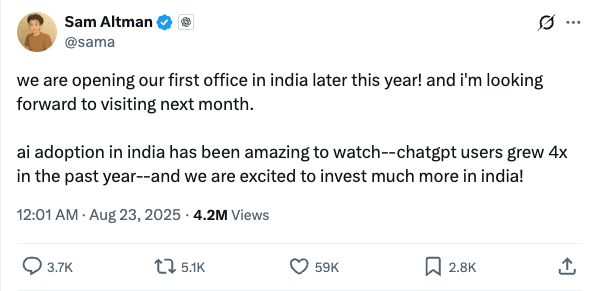 Sam Altman
@sama
we are opening our first office in india later this year! and i'm looking
forward to visiting next month.
ai adoption in india has been amazing to watch--chatgpt users grew 4x
in the past year--and we are excited to invest much more in india!
12:01 AM · Aug 23, 2025 · 4.2M Views
3.7K 5.1K 59K 2.8K